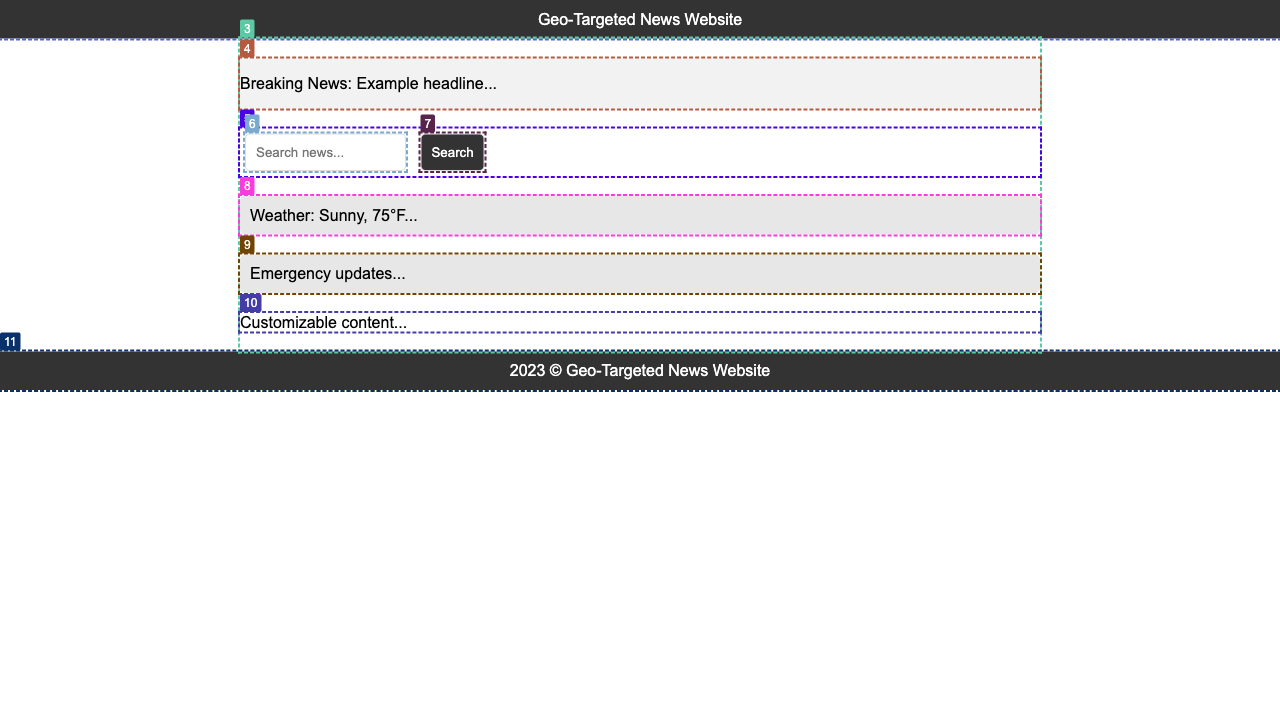 Geo-Targeted News Website
3
4
Breaking News: Example headline...
6
7
Search news...
Search
8
Weather: Sunny, 75°F...
9
Emergency updates...
10
Customizable content...
11
2023 © Geo-Targeted News Website